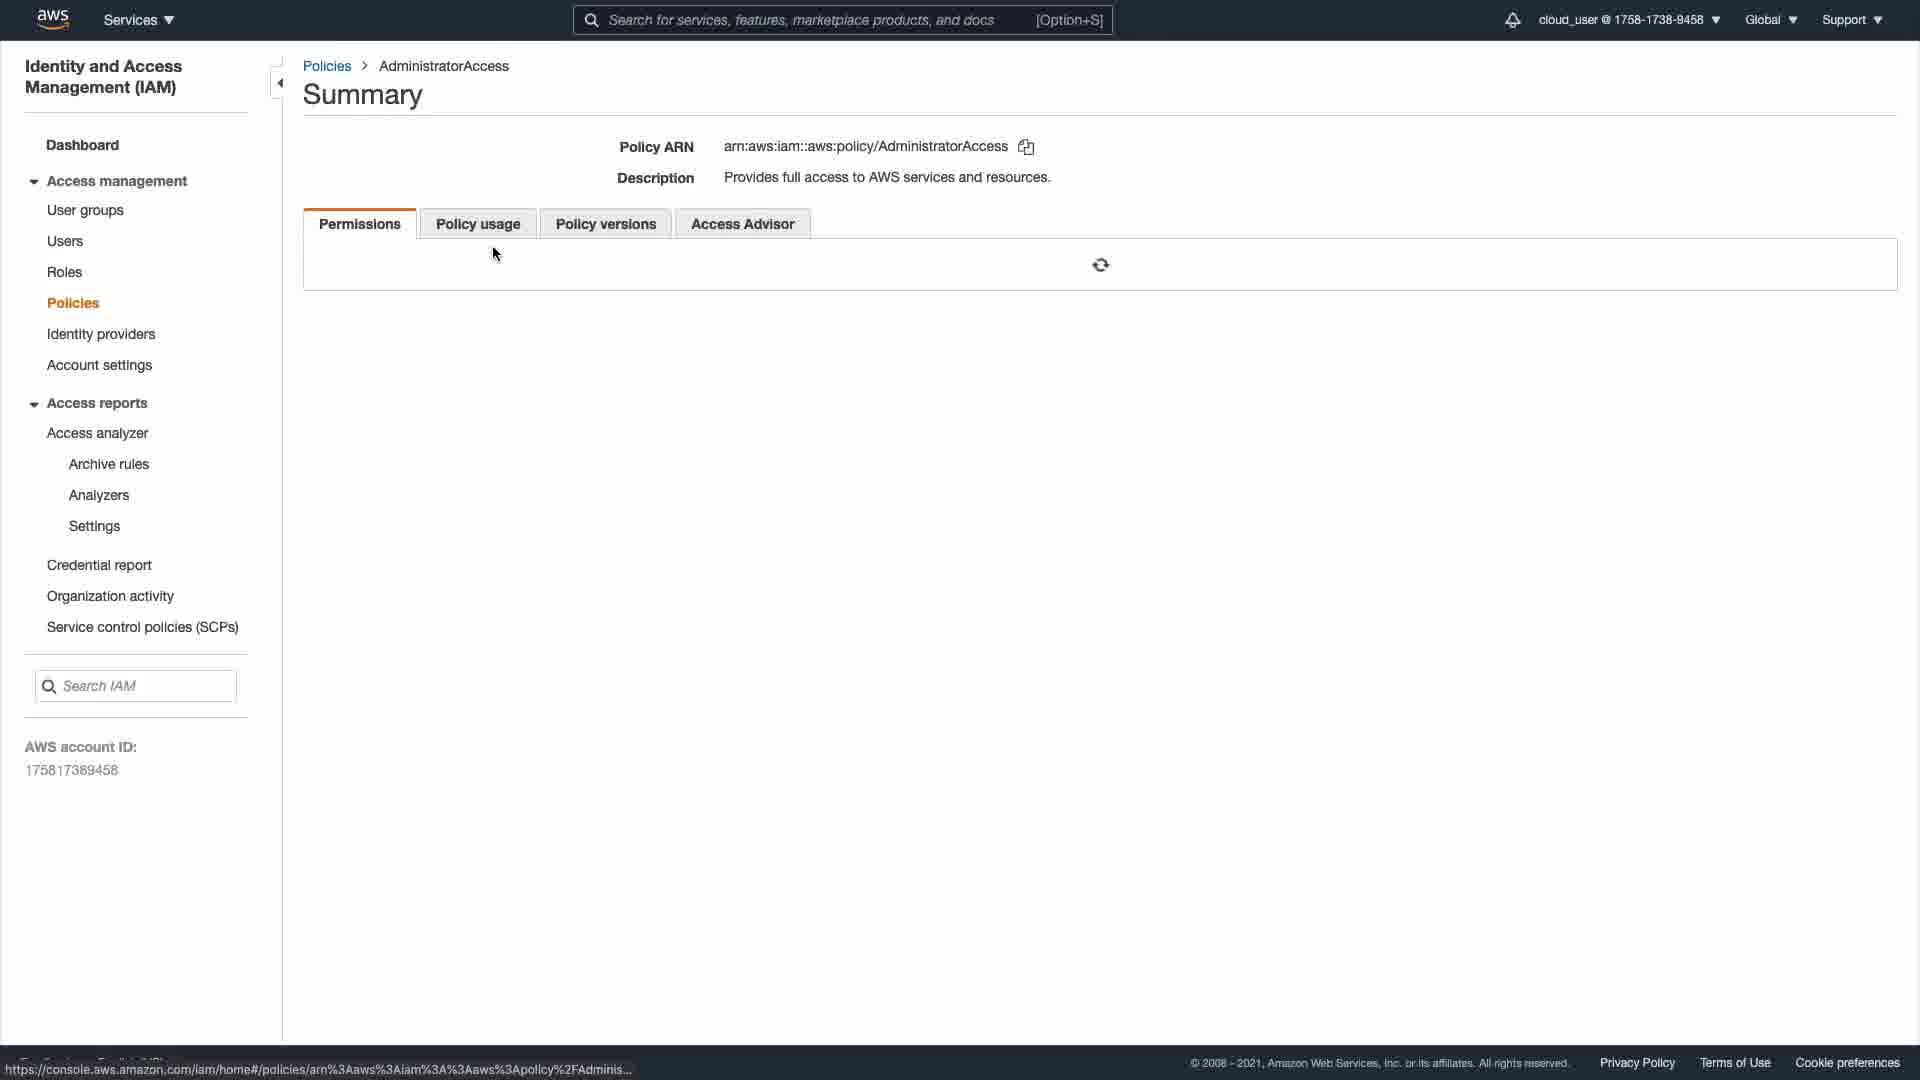 aws
Services
Search for services, features, marketplace products, and docs [Option+S]
cloud_user @ 1758-1738-9458
Global
Support
Identity and Access
Management (IAM)
Dashboard
Access management
User groups
Users
Roles
Policies
Identity providers
Account settings
Access reports
Access analyzer
Archive rules
Analyzers
Settings
Credential report
Organization activity
Service control policies (SCPs)
Search IAM
AWS account ID:
175817389458
Policies > AdministratorAccess
Summary
Policy ARN arn:aws:iam::aws:policy/AdministratorAccess
Description Provides full access to AWS services and resources.
Permissions
Policy usage
Policy versions
Access Advisor
https://console.aws.amazon.com/iam/home#/policies/arn%3Aaws%3Aiam%3A%3Aaws%3Apolicy%2FAdminis...
© 2008 - 2021, Amazon Web Services, Inc. or its affiliates. All rights reserved.
Privacy Policy
Terms of Use
Cookie preferences